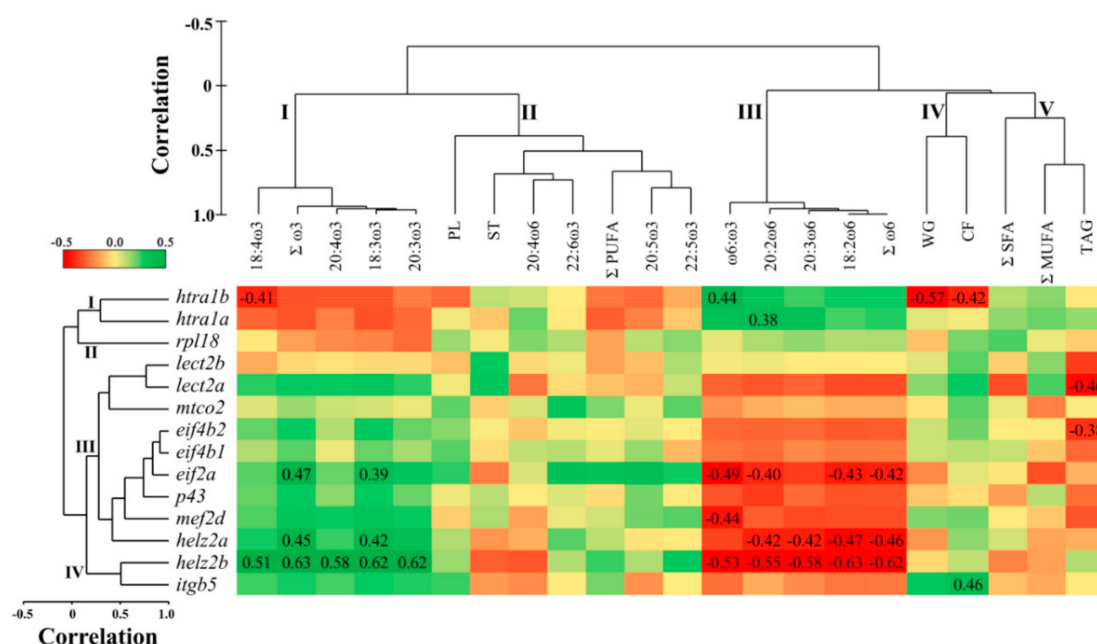 -0.5
0
0.5
1.0
Correlation
I
II
III
IV
V
18:4ω3
Σ ω3
20:4ω3
18:3ω3
20:3ω3
PL
ST
20:4ω6
22:6ω3
Σ PUFA
20:5ω3
22:5ω3
ω6:ω3
20:2ω6
20:3ω6
18:2ω6
Σ ω6
WG
CF
Σ SFA
Σ MUFA
TAG
-0.5 0.0 0.5
I
II
III
IV
htra1b -0.41 0.44 -0.57 -0.42
htra1a 0.38
rpl18
lect2b
lect2a
mtco2
eif4b2
eif4b1
eif2a 0.47 0.39 -0.49 -0.40 -0.43 -0.42
p43
mef2d -0.44
helz2a 0.45 0.42 -0.42 -0.42 -0.47 -0.46
helz2b 0.51 0.63 0.58 0.62 0.62 -0.53 -0.55 -0.58 -0.63 -0.62
itgb5 0.46
-0.5 0 0.5 1.0
Correlation